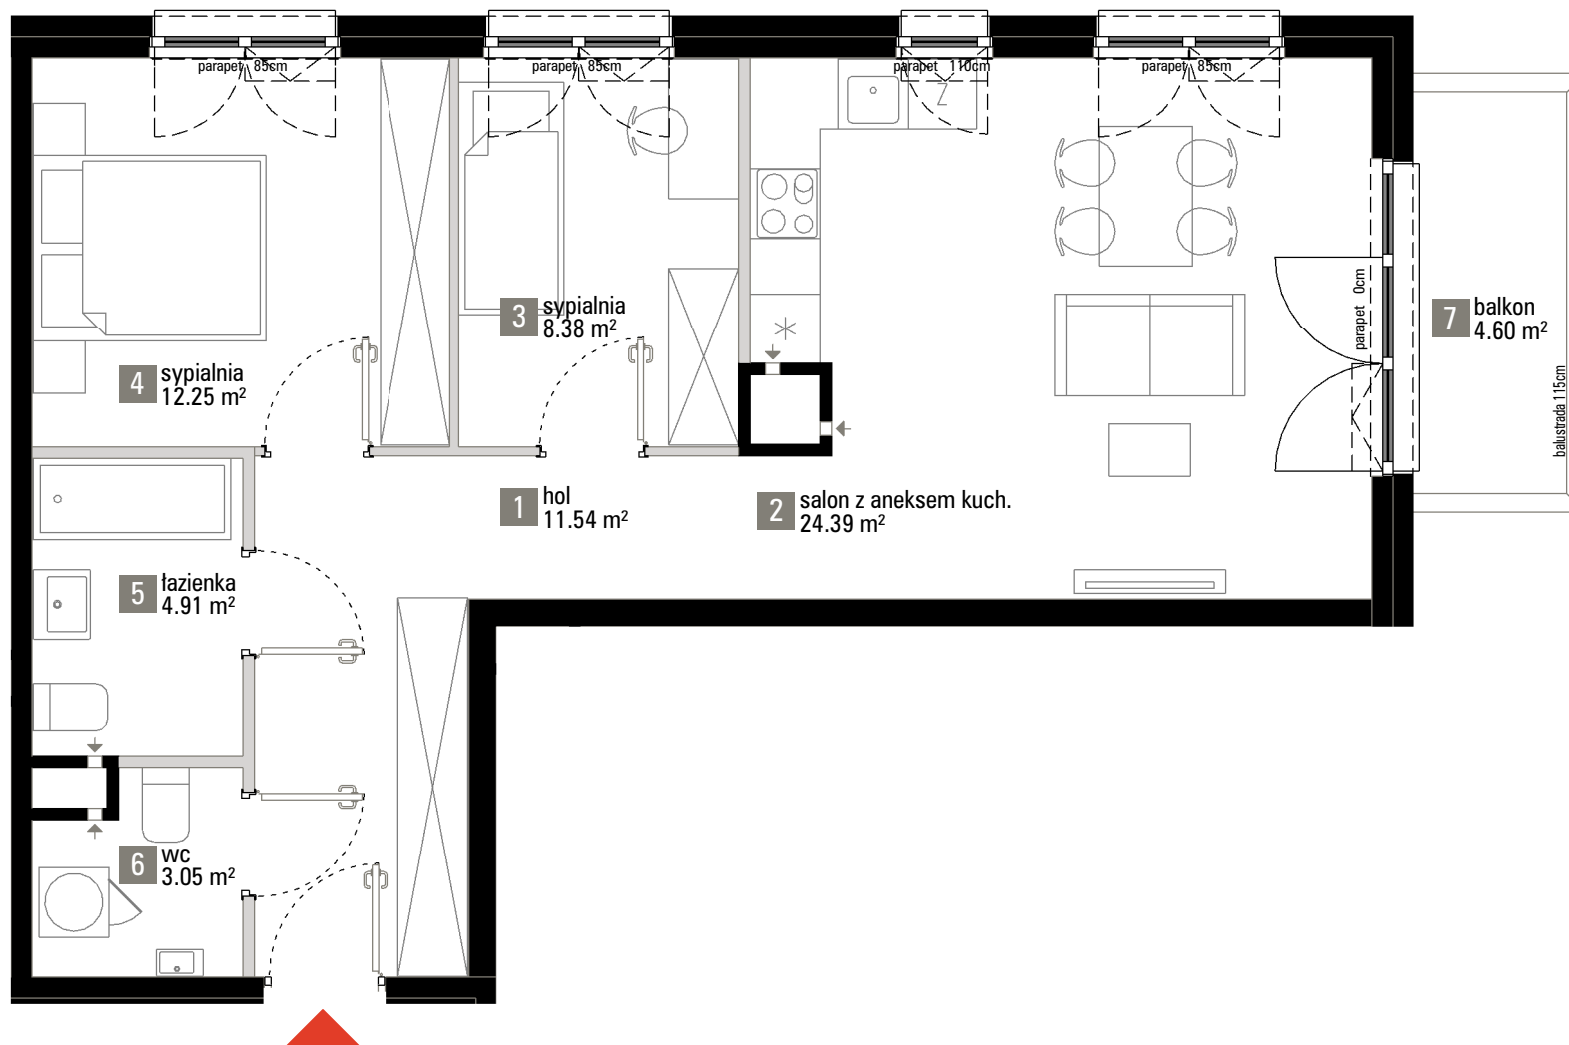 parapet 85cm
parapet 85cm
parapet 110cm
parapet 85cm
Z
3 sypialnia
8.38 m²
4 sypialnia
12.25 m²
parapet 0cm
7 balkon
4.60 m²
balustrada 115cm
1 hol
11.54 m²
2 salon z aneksem kuch.
24.39 m²
5 łazienka
4.91 m²
6 wc
3.05 m²